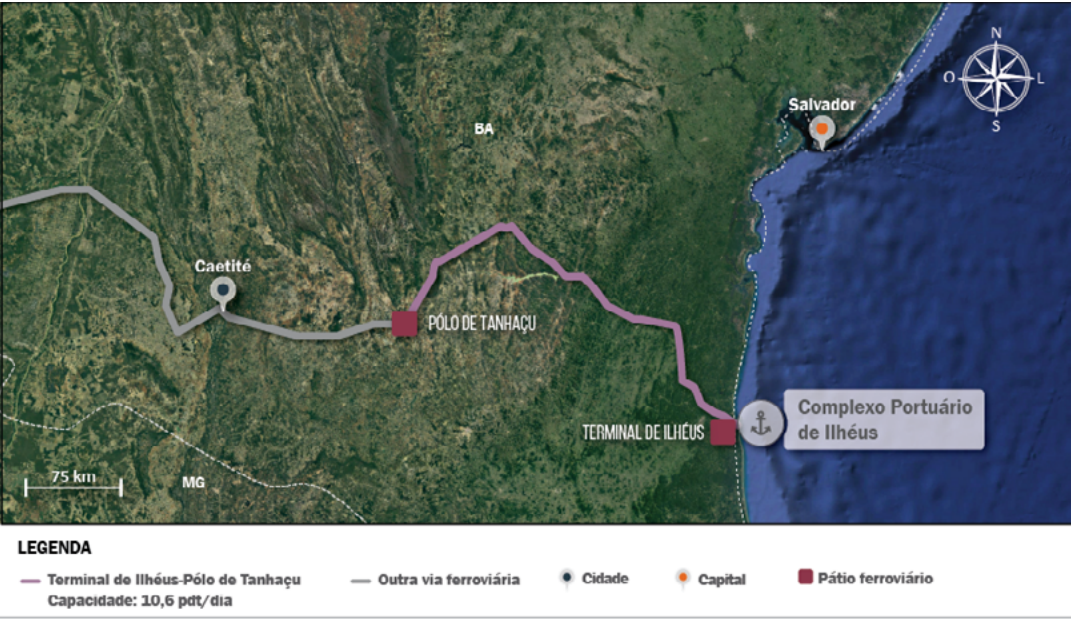 N
O
L
S
Salvador
BA
Caetité
PÓLO DE TANHAÇU
TERMINAL DE ILHÉUS
Complexo Portuário
de Ilhéus
75 km
MG
LEGENDA
Terminal de Ilhéus-Pólo de Tanhaçu
Capacidade: 10,6 pdt/dia
Outra via ferroviária
Cidade
Capital
Pátio ferroviário